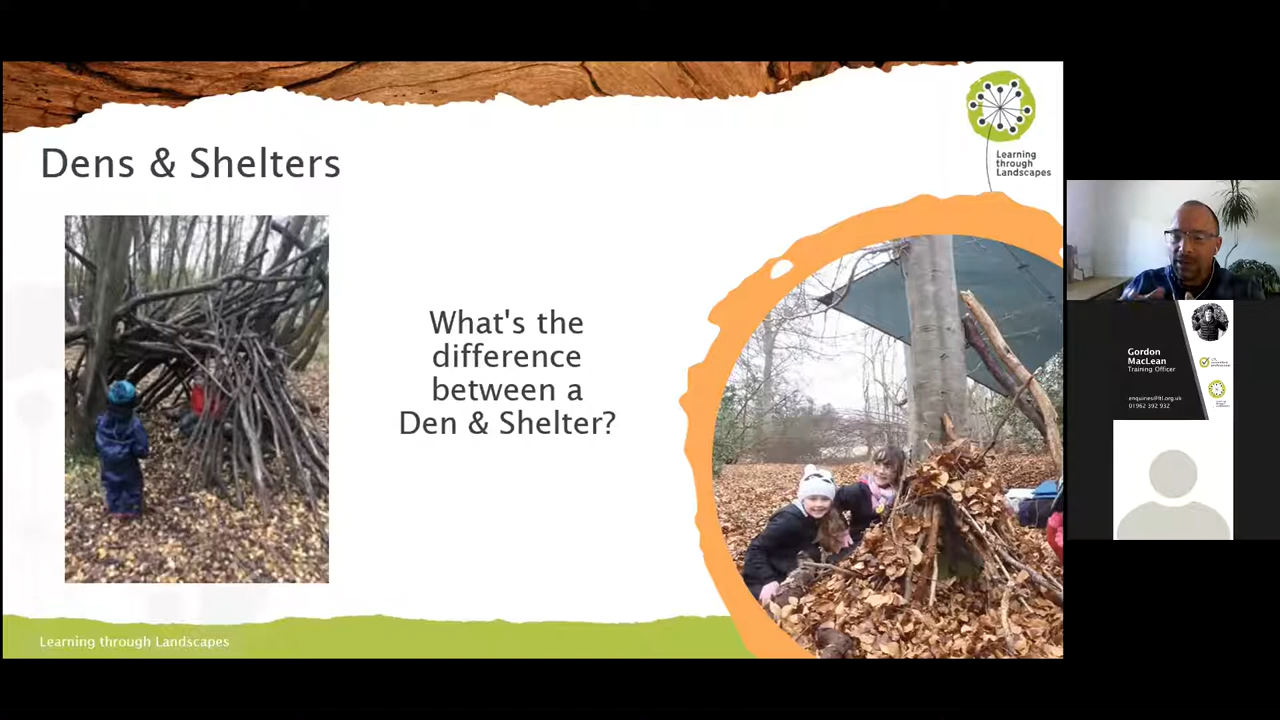 Dens & Shelters
Learning
through
Landscapes
What's the
difference
between a
Den & Shelter?
Learning through Landscapes
Gordon
MacLean
Training Officer
enquiries@ltl.org.uk
01962 392 932